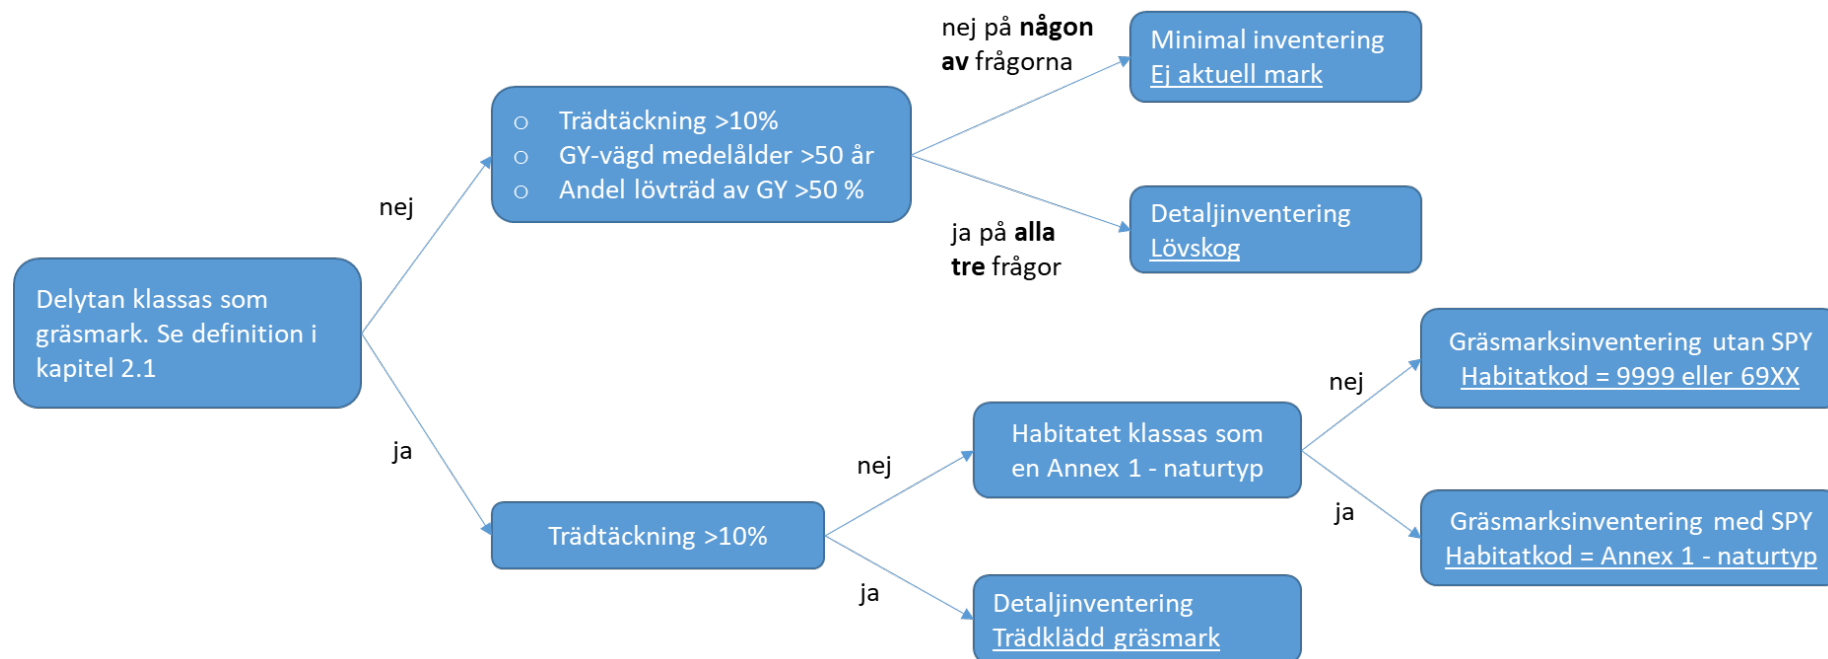 nej på någon
av frågorna
Minimal inventering
Ej aktuell mark
o Trädtäckning >10%
o GY-vägd medelålder >50 år
o Andel lövträd av GY >50 %
nej
ja på alla
tre frågor
Detaljinventering
Lövskog
Delytan klassas som
gräsmark. Se definition i
kapitel 2.1
ja
Trädtäckning >10%
nej
Habitatet klassas som
en Annex 1 - naturtyp
nej
Gräsmarksinventering utan SPY
Habitatkod = 9999 eller 69XX
ja
Gräsmarksinventering med SPY
Habitatkod = Annex 1 - naturtyp
ja
Detaljinventering
Trädklädd gräsmark